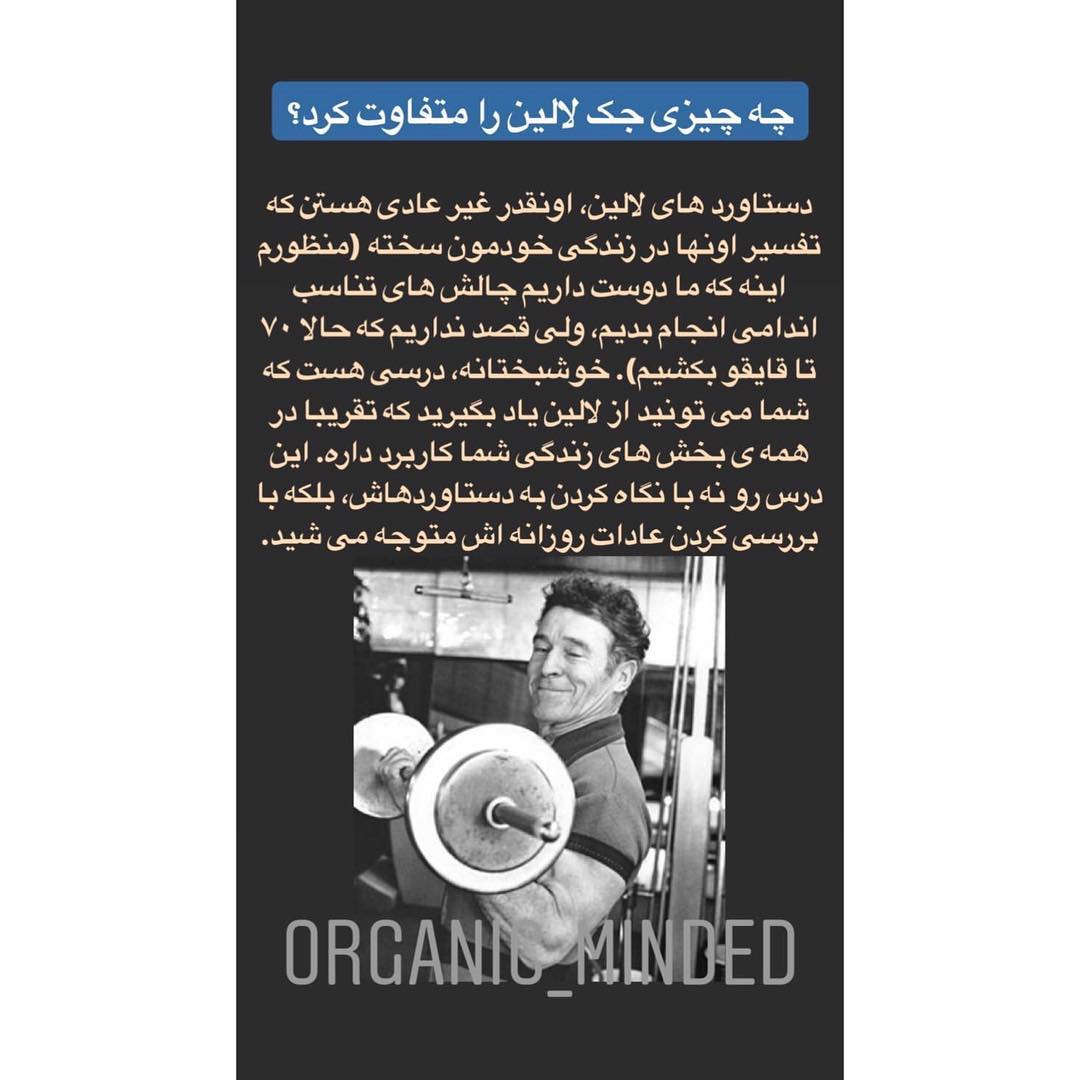 چه چیزی جک لالین را متفاوت کرد؟
دستاورد های لالین، اونقدر غیر عادی هستن که
تفسیر اونها در زندگی خودمون سخته (منظورم
اینه که ما دوست داریم چالش های تناسب
اندامی انجام بدیم، ولی قصد نداریم که حالا ۷۰
تا قایقو بکشیم). خوشبختانه، درسی هست که
شما می تونید از لالین یاد بگیرید که تقریبا در
همه ی بخش های زندگی شما کاربرد داره. این
درس رو نه با نگاه کردن به دستاوردهاش، بلکه با
بررسی کردن عادات روزانه اش متوجه می شید.
ORGANIC_MINDED